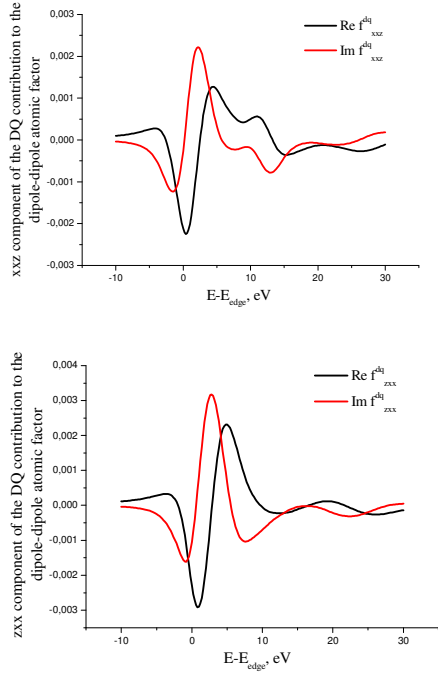 xxz component of the DQ contribution to the
dipole-dipole atomic factor
0,003
0,002
0,001
0,000
-0,001
-0,002
-0,003
-10
0
10
20
30
E-E_edge, eV
Re f^dq_xxz
Im f^dq_xxz
zxx component of the DQ contribution to the
dipole-dipole atomic factor
0,004
0,003
0,002
0,001
0,000
-0,001
-0,002
-0,003
-10
0
10
20
30
E-E_edge, eV
Re f^dq_zxx
Im f^dq_zxx